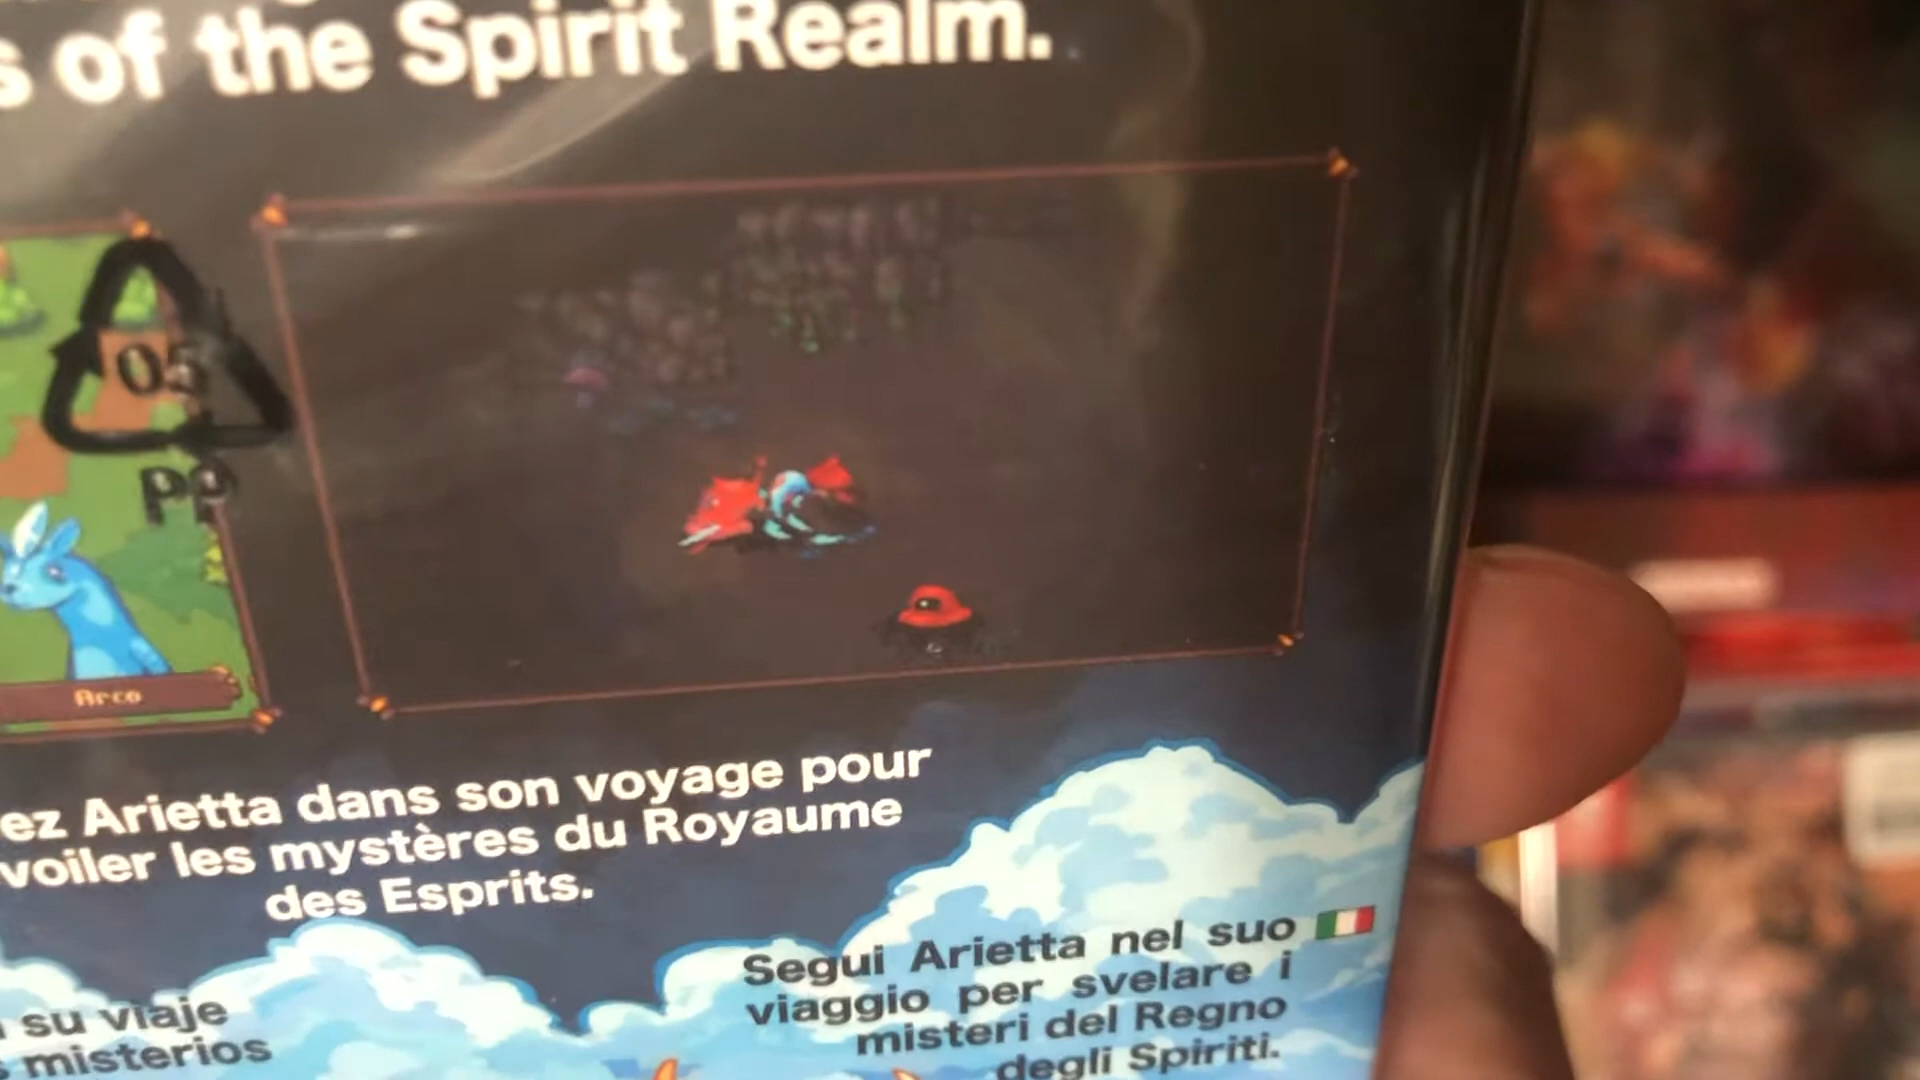 s of the Spirit Realm.
05
PP
Arco
ez Arietta dans son voyage pour
voiler les mystères du Royaume
des Esprits.
Segui Arietta nel suo
viaggio per svelare i
misteri del Regno
degli Spiriti.
su viaje
misterios